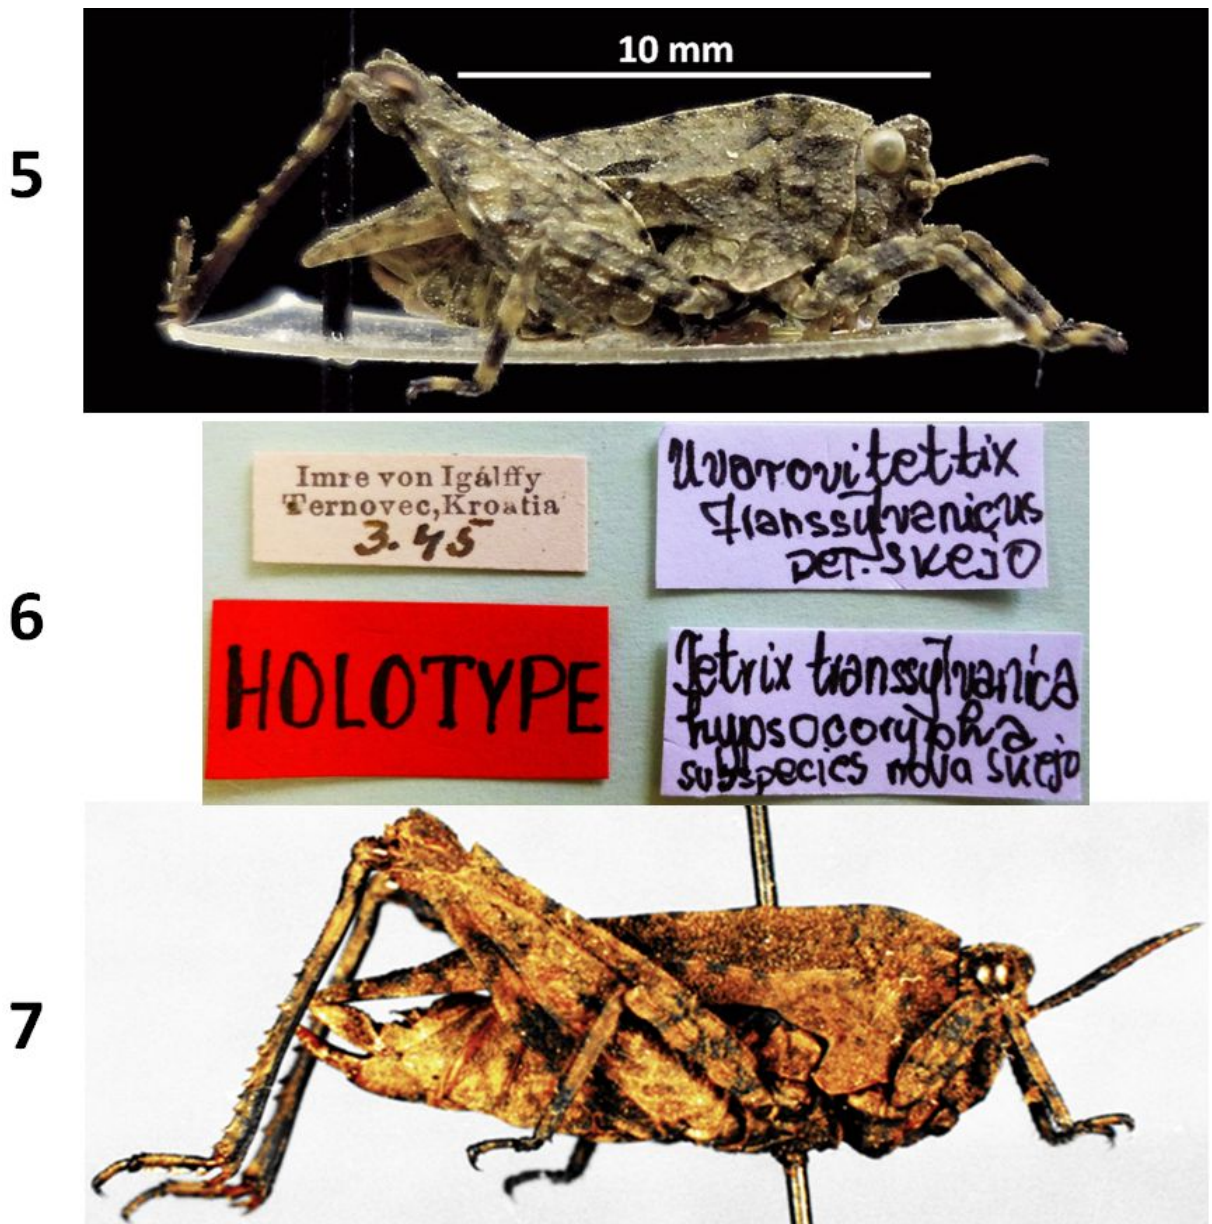 10 mm
5
6
Imre von Igálffy
Ternovec, Kroatia
3.45
Uvorovitettix
transsylvanicus
DET. SKEJO
HOLOTYPE
Tetrix transsylvanica
hypsocorypha
subspecies nova Skejo
7